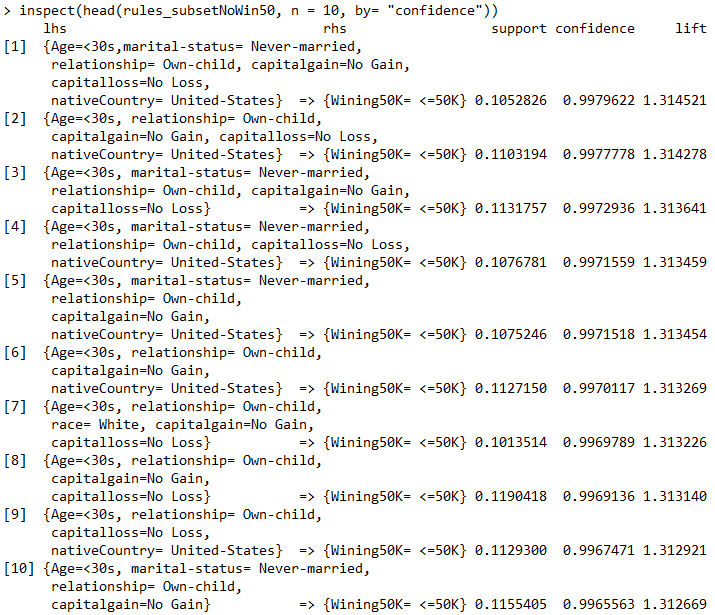 > inspect(head(rules_subsetNoWin50, n = 10, by= "confidence"))
lhs rhs support confidence lift
[1] {Age=<30s,marital-status= Never-married,
relationship= Own-child, capitalgain=No Gain,
capitalloss=No Loss,
nativeCountry= United-States} => {Wining50K= <=50K} 0.1052826 0.9979622 1.314521
[2] {Age=<30s, relationship= Own-child,
capitalgain=No Gain, capitalloss=No Loss,
nativeCountry= United-States} => {Wining50K= <=50K} 0.1103194 0.9977778 1.314278
[3] {Age=<30s, marital-status= Never-married,
relationship= Own-child, capitalgain=No Gain,
capitalloss=No Loss} => {Wining50K= <=50K} 0.1131757 0.9972936 1.313641
[4] {Age=<30s, marital-status= Never-married,
relationship= Own-child, capitalloss=No Loss,
nativeCountry= United-States} => {Wining50K= <=50K} 0.1076781 0.9971559 1.313459
[5] {Age=<30s, marital-status= Never-married,
relationship= Own-child,
capitalgain=No Gain,
nativeCountry= United-States} => {Wining50K= <=50K} 0.1075246 0.9971518 1.313454
[6] {Age=<30s, relationship= Own-child,
capitalgain=No Gain,
nativeCountry= United-States} => {Wining50K= <=50K} 0.1127150 0.9970117 1.313269
[7] {Age=<30s, relationship= Own-child,
race= White, capitalgain=No Gain,
capitalloss=No Loss} => {Wining50K= <=50K} 0.1013514 0.9969789 1.313226
[8] {Age=<30s, relationship= Own-child,
capitalgain=No Gain,
capitalloss=No Loss} => {Wining50K= <=50K} 0.1190418 0.9969136 1.313140
[9] {Age=<30s, relationship= Own-child,
capitalloss=No Loss,
nativeCountry= United-States} => {Wining50K= <=50K} 0.1129300 0.9967471 1.312921
[10] {Age=<30s, marital-status= Never-married,
relationship= Own-child,
capitalgain=No Gain} => {Wining50K= <=50K} 0.1155405 0.9965563 1.312669